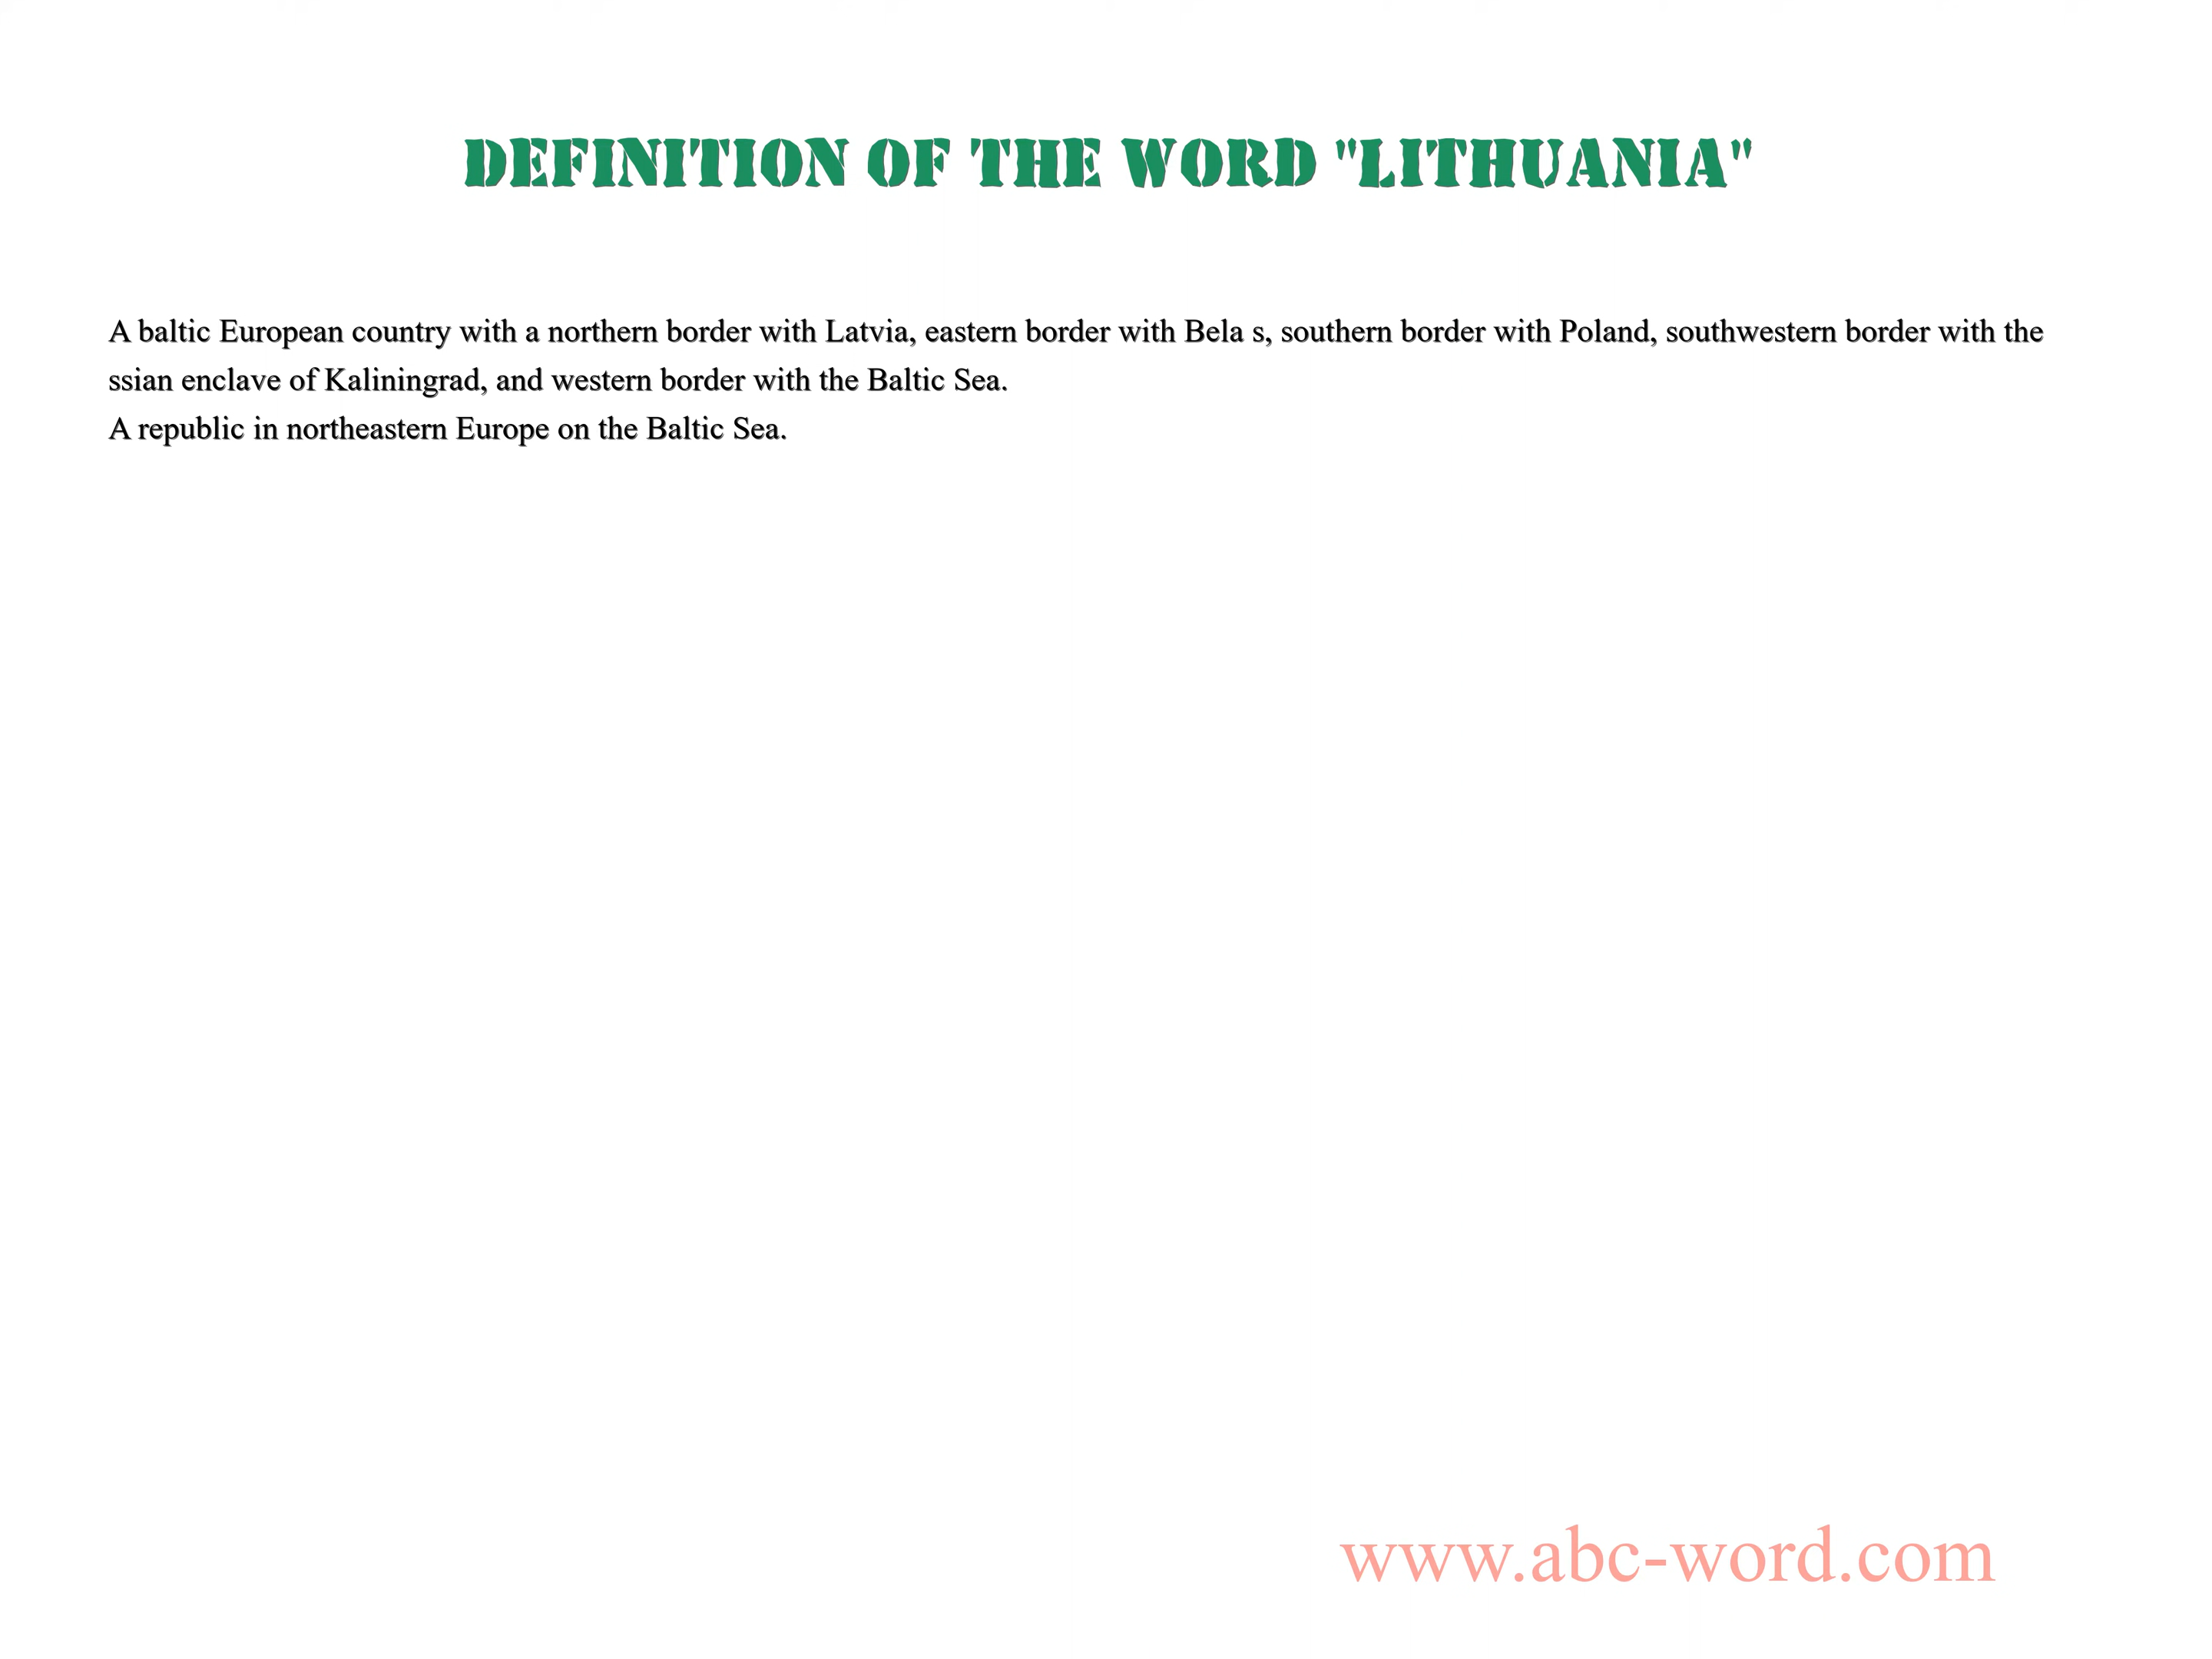 DEFINITION OF THE WORD "LITHUANIA"
A baltic European country with a northern border with Latvia, eastern border with Bela s, southern border with Poland, southwestern border with the
ssian enclave of Kaliningrad, and western border with the Baltic Sea.
A republic in northeastern Europe on the Baltic Sea.
www.abc-word.com